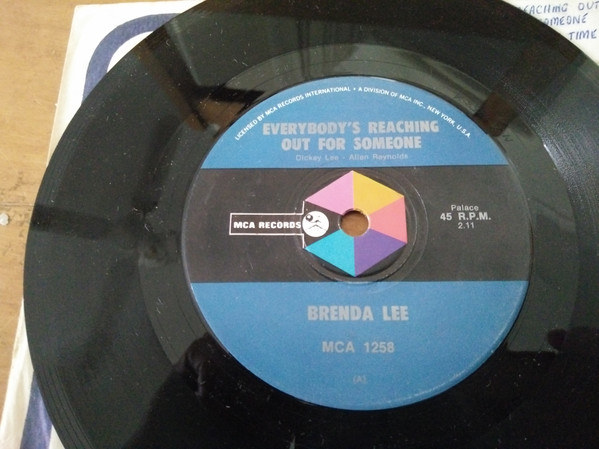 REACHING OUT
SOMEONE
TIME
LICENSED BY MCA RECORDS INTERNATIONAL • A DIVISION OF MCA INC., NEW YORK, U.S.A.
EVERYBODY'S REACHING
OUT FOR SOMEONE
Dickey Lee - Allen Reynolds
MCA RECORDS
Palace
45 R.P.M.
2.11
BRENDA LEE
MCA 1258
(A)